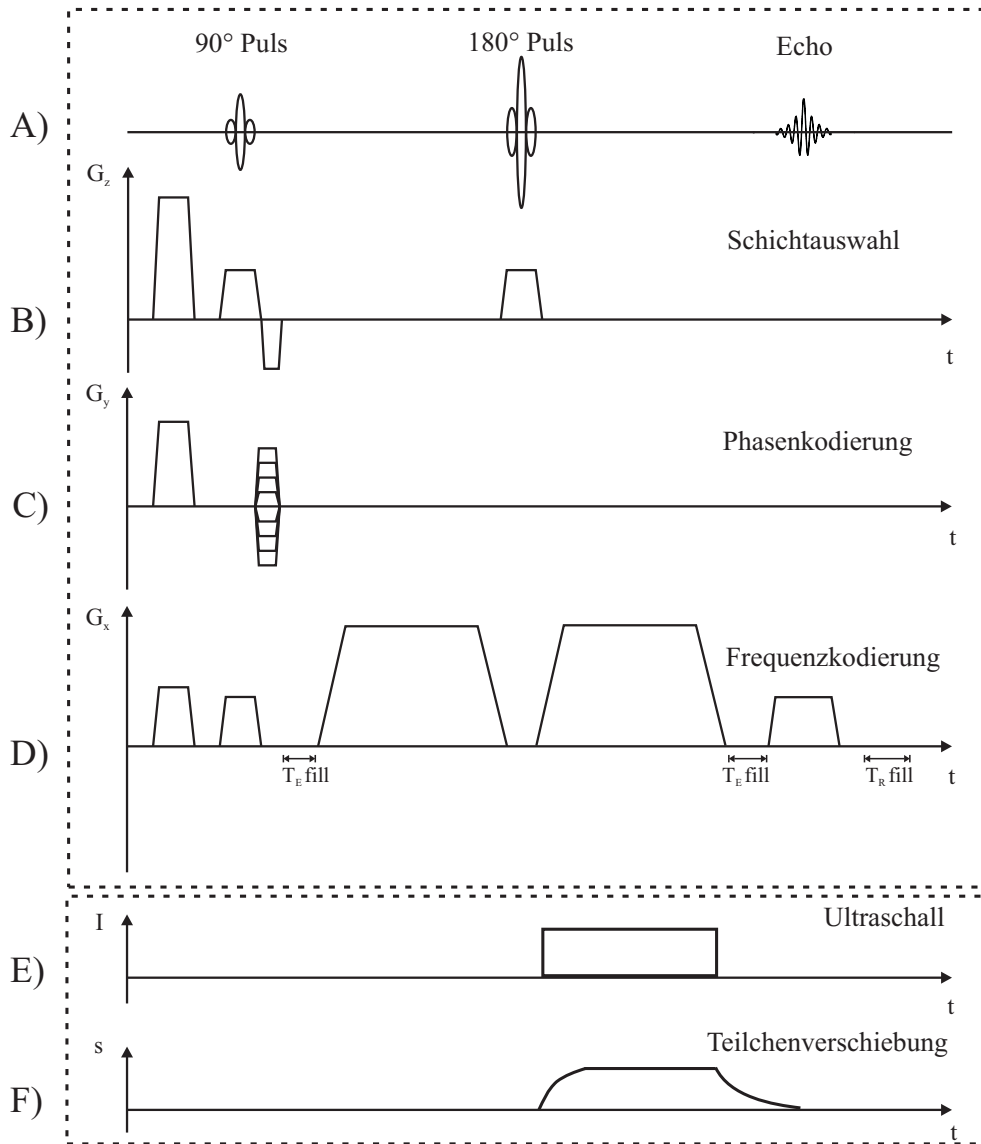 90° Puls
180° Puls
Echo
A)
G_z
Schichtauswahl
B)
t
G_y
Phasenkodierung
C)
t
G_x
Frequenzkodierung
D)
T_E fill
T_E fill
T_R fill
t
I
Ultraschall
E)
t
s
Teilchenverschiebung
F)
t